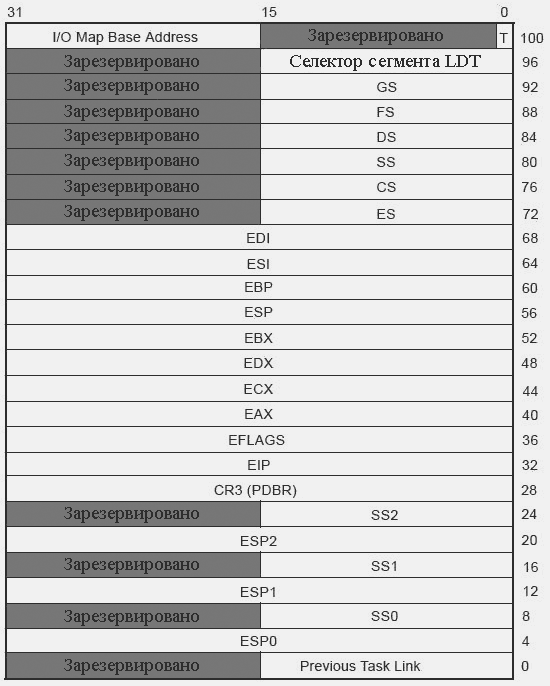 31 15 0
I/O Map Base Address Зарезервировано T 100
Зарезервировано Селектор сегмента LDT 96
Зарезервировано GS 92
Зарезервировано FS 88
Зарезервировано DS 84
Зарезервировано SS 80
Зарезервировано CS 76
Зарезервировано ES 72
EDI 68
ESI 64
EBP 60
ESP 56
EBX 52
EDX 48
ECX 44
EAX 40
EFLAGS 36
EIP 32
CR3 (PDBR) 28
Зарезервировано SS2 24
ESP2 20
Зарезервировано SS1 16
ESP1 12
Зарезервировано SS0 8
ESP0 4
Зарезервировано Previous Task Link 0